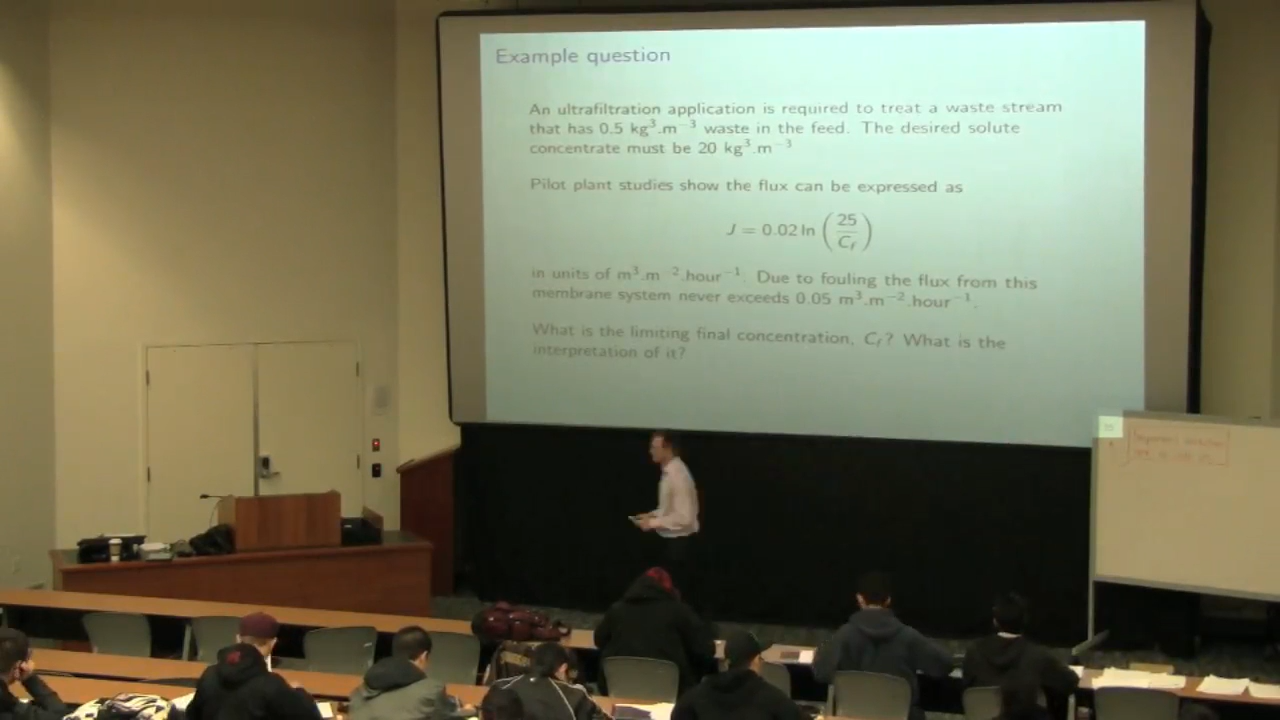 Example question
An ultrafiltration application is required to treat a waste stream
that has 0.5 kg³.m⁻³ waste in the feed. The desired solute
concentrate must be 20 kg³.m⁻³
Pilot plant studies show the flux can be expressed as
J = 0.02 ln (25/C_f)
in units of m³.m⁻².hour⁻¹. Due to fouling the flux from this
membrane system never exceeds 0.05 m³.m⁻².hour⁻¹.
What is the limiting final concentration, C_f? What is the
interpretation of it?